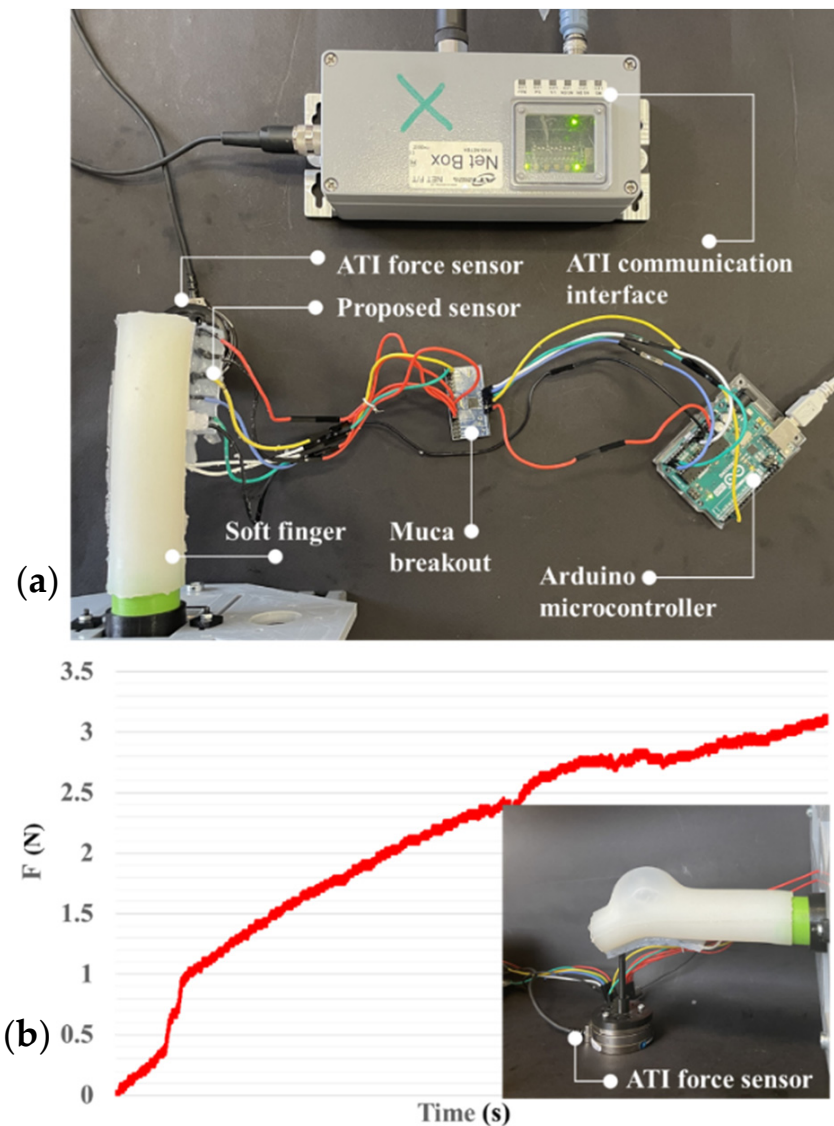 Net Box
NET F/T
ATI force sensor
Proposed sensor
ATI communication
interface
Soft finger
Muca
breakout
Arduino
microcontroller
(a)
3.5
3
2.5
2
1.5
1
0.5
0
F (N)
Time (s)
ATI force sensor
(b)